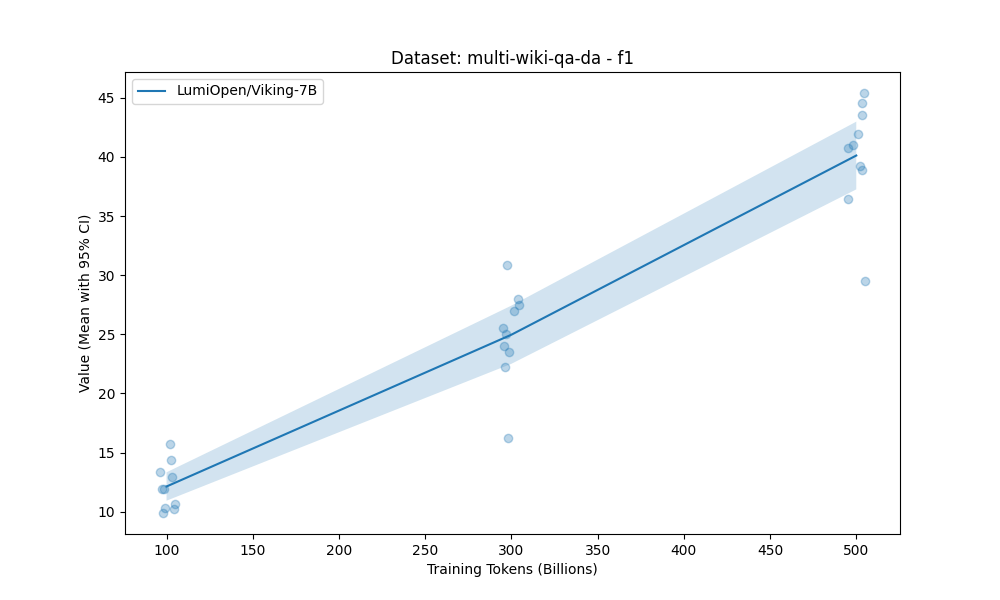 Dataset: multi-wiki-qa-da - f1
LumiOpen/Viking-7B
Value (Mean with 95% CI)
45
40
35
30
25
20
15
10
100 150 200 250 300 350 400 450 500
Training Tokens (Billions)